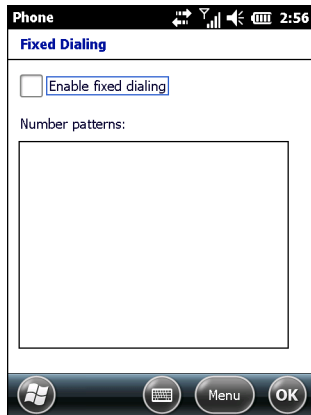 Phone 2:56
Fixed Dialing
Enable fixed dialing
Number patterns:
Menu OK